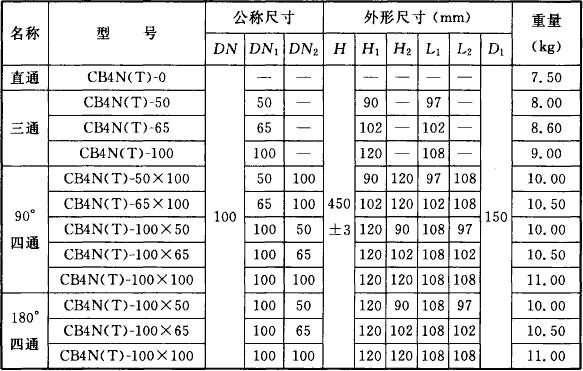 名称 型 号 公称尺寸 外形尺寸(mm) 重量(kg)
DN DN₁ DN₂ H H₁ H₂ L₁ L₂ D₁
直通 CB4N(T)-0 — — — — — — 7.50
三通 CB4N(T)-50 50 — 90 — 97 — 8.00
CB4N(T)-65 65 — 102 — 102 — 8.60
CB4N(T)-100 100 — 120 — 108 — 9.00
90°四通 CB4N(T)-50×100 50 100 90 120 97 108 10.00
CB4N(T)-65×100 65 100 450 102 120 102 108 10.50
100 150
CB4N(T)-100×50 100 50 ±3 120 90 108 97 10.00
CB4N(T)-100×65 100 65 120 102 108 102 10.50
CB4N(T)-100×100 100 100 120 120 108 108 11.00
180°四通 CB4N(T)-100×50 100 50 120 90 108 97 10.00
CB4N(T)-100×65 100 65 120 102 108 102 10.50
CB4N(T)-100×100 100 100 120 120 108 108 11.00